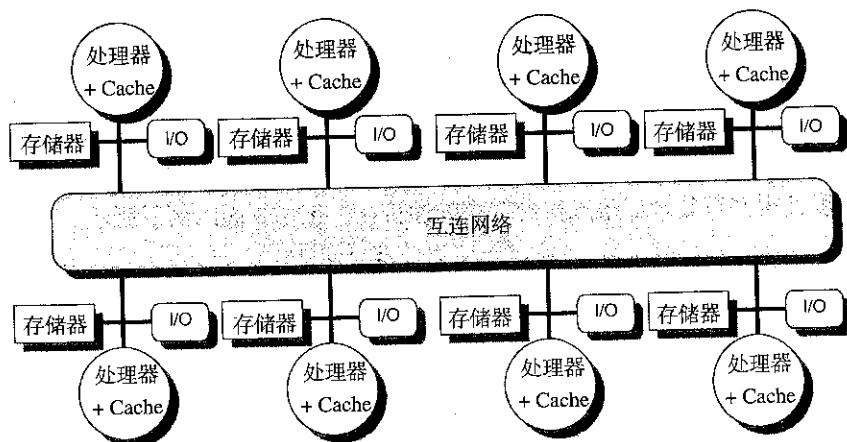 处理器
+ Cache
处理器
+ Cache
处理器
+ Cache
处理器
+ Cache
存储器
I/O
存储器
I/O
存储器
I/O
存储器
I/O
互连网络
存储器
I/O
存储器
I/O
存储器
I/O
存储器
I/O
处理器
+ Cache
处理器
+ Cache
处理器
+ Cache
处理器
+ Cache